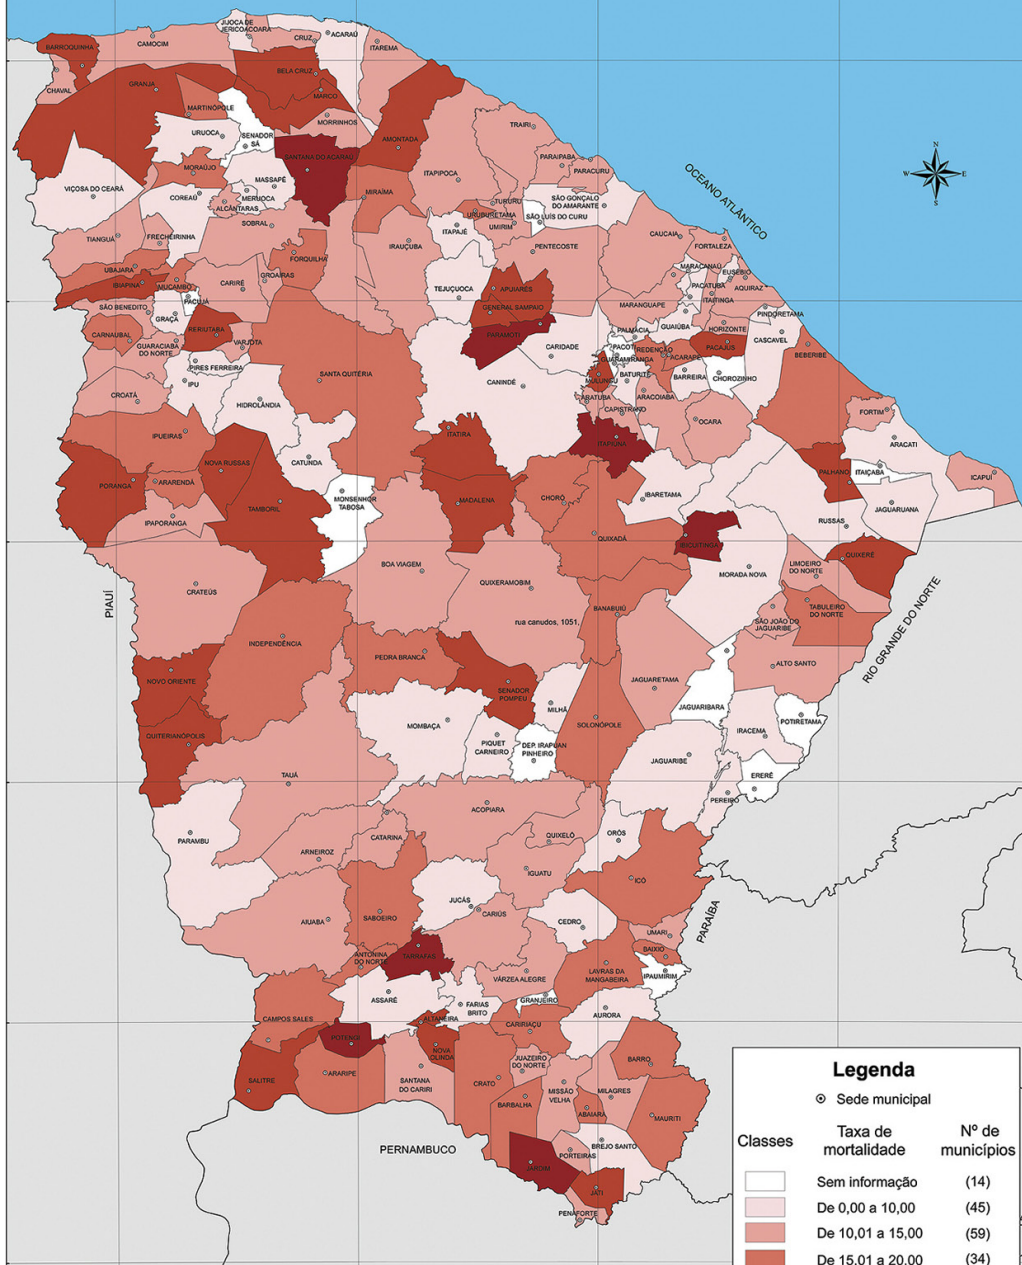 JIJOCA DE
JERICOACOARA
CRUZ
ACARAÚ
ITAREMA
BARROQUINHA
CAMOCIM
CHAVAL
GRANJA
BELA CRUZ
MARCO
MARTINÓPOLE
MORRINHOS
URUOCA
SENADOR
SÁ
AMONTADA
TRAIRI
SANTANA DO ACARAÚ
MORAÚJO
MASSAPÊ
MERUOCA
VIÇOSA DO CEARÁ
COREAÚ
ALCÂNTARAS
MIRAÍMA
ITAPIPOCA
PARAIPABA
PARACURU
OCEANO ATLÂNTICO
N
W
E
S
TURURU
URUBURETAMA
UMIRIM
SÃO GONÇALO
DO AMARANTE
SÃO LUÍS DO CURU
SOBRAL
TIANGUÁ
FRECHEIRINHA
IRAUÇUBA
ITAPAJÉ
PENTECOSTE
CAUCAIA
FORTALEZA
UBAJARA
FORQUILHA
IBIAPINA
MUCAMBO
CARIRÉ
GROAÍRAS
PACUJÁ
TEJUÇUOCA
APUIARÉS
GENERAL SAMPAIO
MARACANAÚ
EUSÉBIO
PACATUBA
AQUIRAZ
ITAITINGA
MARANGUAPE
SÃO BENEDITO
GRAÇA
PINDORETAMA
GUAIÚBA
HORIZONTE
CARNAUBAL
GUARACIABA
DO NORTE
RERIUTABA
VARJOTA
PARAMOTI
CARIDADE
PALMÁCIA
PACOTI
REDENÇÃO
GUARAMIRANGA
ACARAPE
PACAJUS
CASCAVEL
BEBERIBE
PIRES FERREIRA
IPU
SANTA QUITÉRIA
CANINDÉ
MULUNGU
BATURITÉ
BARREIRA
CHOROZINHO
CROATÁ
HIDROLÂNDIA
ARATUBA
ARACOIABA
CAPISTRANO
OCARA
FORTIM
IPUEIRAS
ITATIRA
ITAPIÚNA
ARACATI
NOVA RUSSAS
CATUNDA
PORANGA
ARARENDÁ
PALHANO
ITAIÇABA
ICAPUÍ
MONSENHOR
TABOSA
MADALENA
CHORÓ
IBARETAMA
TAMBORIL
IPAPORANGA
RUSSAS
JAGUARUANA
QUIXADÁ
IBICUITINGA
QUIXERÉ
BOA VIAGEM
QUIXERAMOBIM
MORADA NOVA
LIMOEIRO
DO NORTE
PIAUÍ
CRATEÚS
rua canudos, 1051,
BANABUIÚ
TABULEIRO
DO NORTE
SÃO JOÃO DO
JAGUARIBE
RIO GRANDE DO NORTE
INDEPENDÊNCIA
PEDRA BRANCA
ALTO SANTO
NOVO ORIENTE
SENADOR
POMPEU
JAGUARETAMA
MILHÃ
JAGUARIBARA
MOMBAÇA
SOLONÓPOLE
POTIRETAMA
IRACEMA
QUITERIANÓPOLIS
PIQUET
CARNEIRO
DEP. IRAPUAN
PINHEIRO
JAGUARIBE
ERERÊ
TAUÁ
PEREIRO
ACOPIARA
PARAMBU
CATARINA
QUIXELÔ
ORÓS
ARNEIROZ
IGUATU
ICÓ
JUCÁS
CARIÚS
AIUABA
SABOEIRO
CEDRO
PARAÍBA
UMARI
BAIXIO
ANTONINA
DO NORTE
TARRAFAS
VÁRZEA ALEGRE
LAVRAS DA
MANGABEIRA
IPAUMIRIM
ASSARÉ
FARIAS
BRITO
GRANJEIRO
AURORA
CAMPOS SALES
ALTANEIRA
CARIRIAÇU
POTENGI
NOVA
OLINDA
JUAZEIRO
DO NORTE
BARRO
SALITRE
ARARIPE
SANTANA
DO CARIRI
CRATO
MISSÃO
VELHA
MILAGRES
BARBALHA
ABAIARA
MAURITI
PERNAMBUCO
BREJO SANTO
PORTEIRAS
JARDIM
JATI
PENAFORTE
Legenda
Sede municipal
Classes
Taxa de
mortalidade
Nº de
municípios
Sem informação (14)
De 0,00 a 10,00 (45)
De 10,01 a 15,00 (59)
De 15,01 a 20,00 (34)